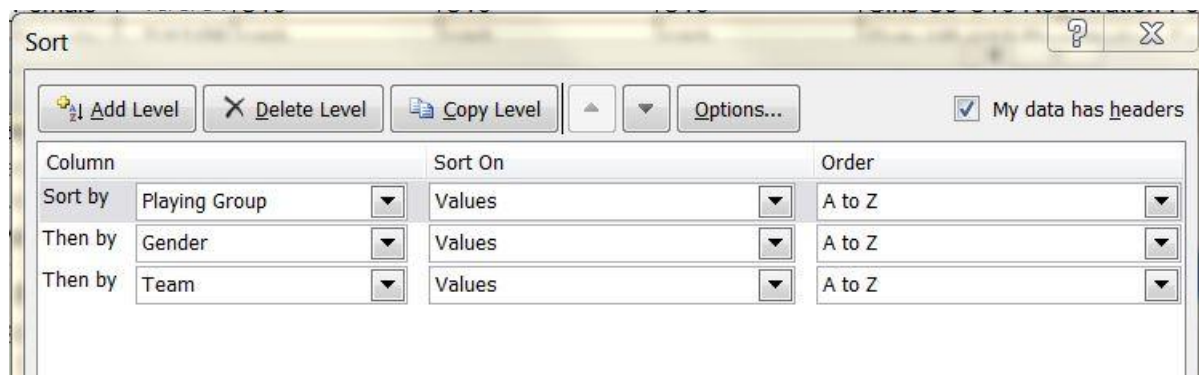 Sort
Add Level Delete Level Copy Level Options... My data has headers
Column Sort On Order
Sort by Playing Group Values A to Z
Then by Gender Values A to Z
Then by Team Values A to Z